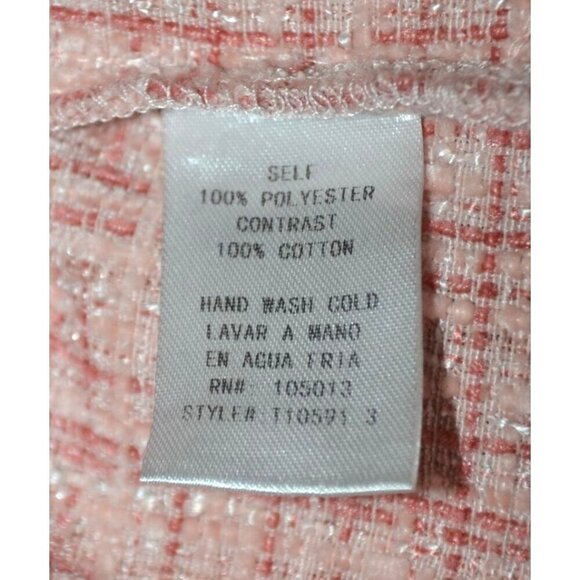 SELF
100% POLYESTER
CONTRAST
100% COTTON
HAND WASH COLD
LAVAR A MANO
EN AGUA FRIA
RN#: 105013
STYLE#: T10591 3